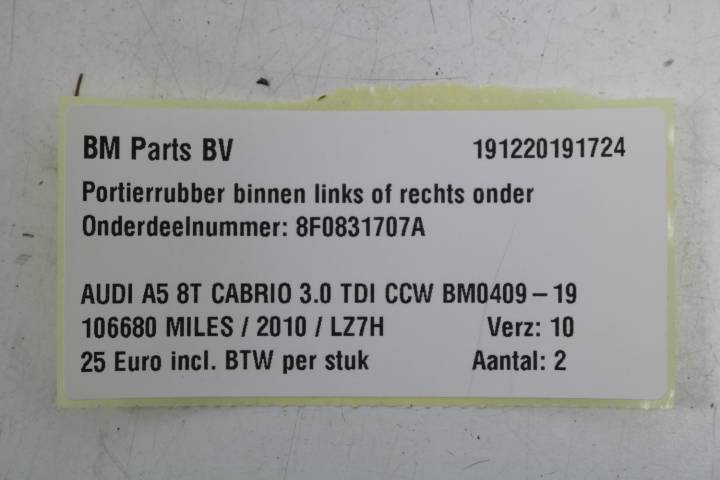 BM Parts BV 191220191724
Portierrubber binnen links of rechts onder
Onderdeelnummer: 8F0831707A
AUDI A5 8T CABRIO 3.0 TDI CCW BM0409 – 19
106680 MILES / 2010 / LZ7H Verz: 10
25 Euro incl. BTW per stuk Aantal: 2